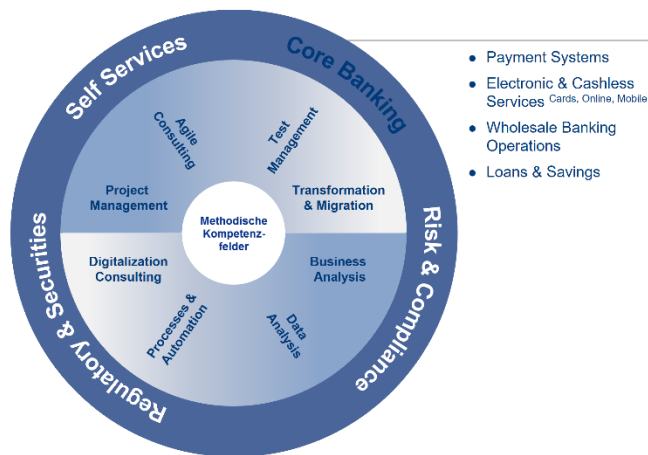 Self Services
Core Banking
Risk & Compliance
Regulatory & Securities
Agile
Consulting
Test
Management
Project
Management
Transformation
& Migration
Methodische
Kompetenz-
felder
Digitalization
Consulting
Business
Analysis
Processes &
Automation
Data
Analysis
• Payment Systems
• Electronic & Cashless
Services Cards, Online, Mobile
• Wholesale Banking
Operations
• Loans & Savings